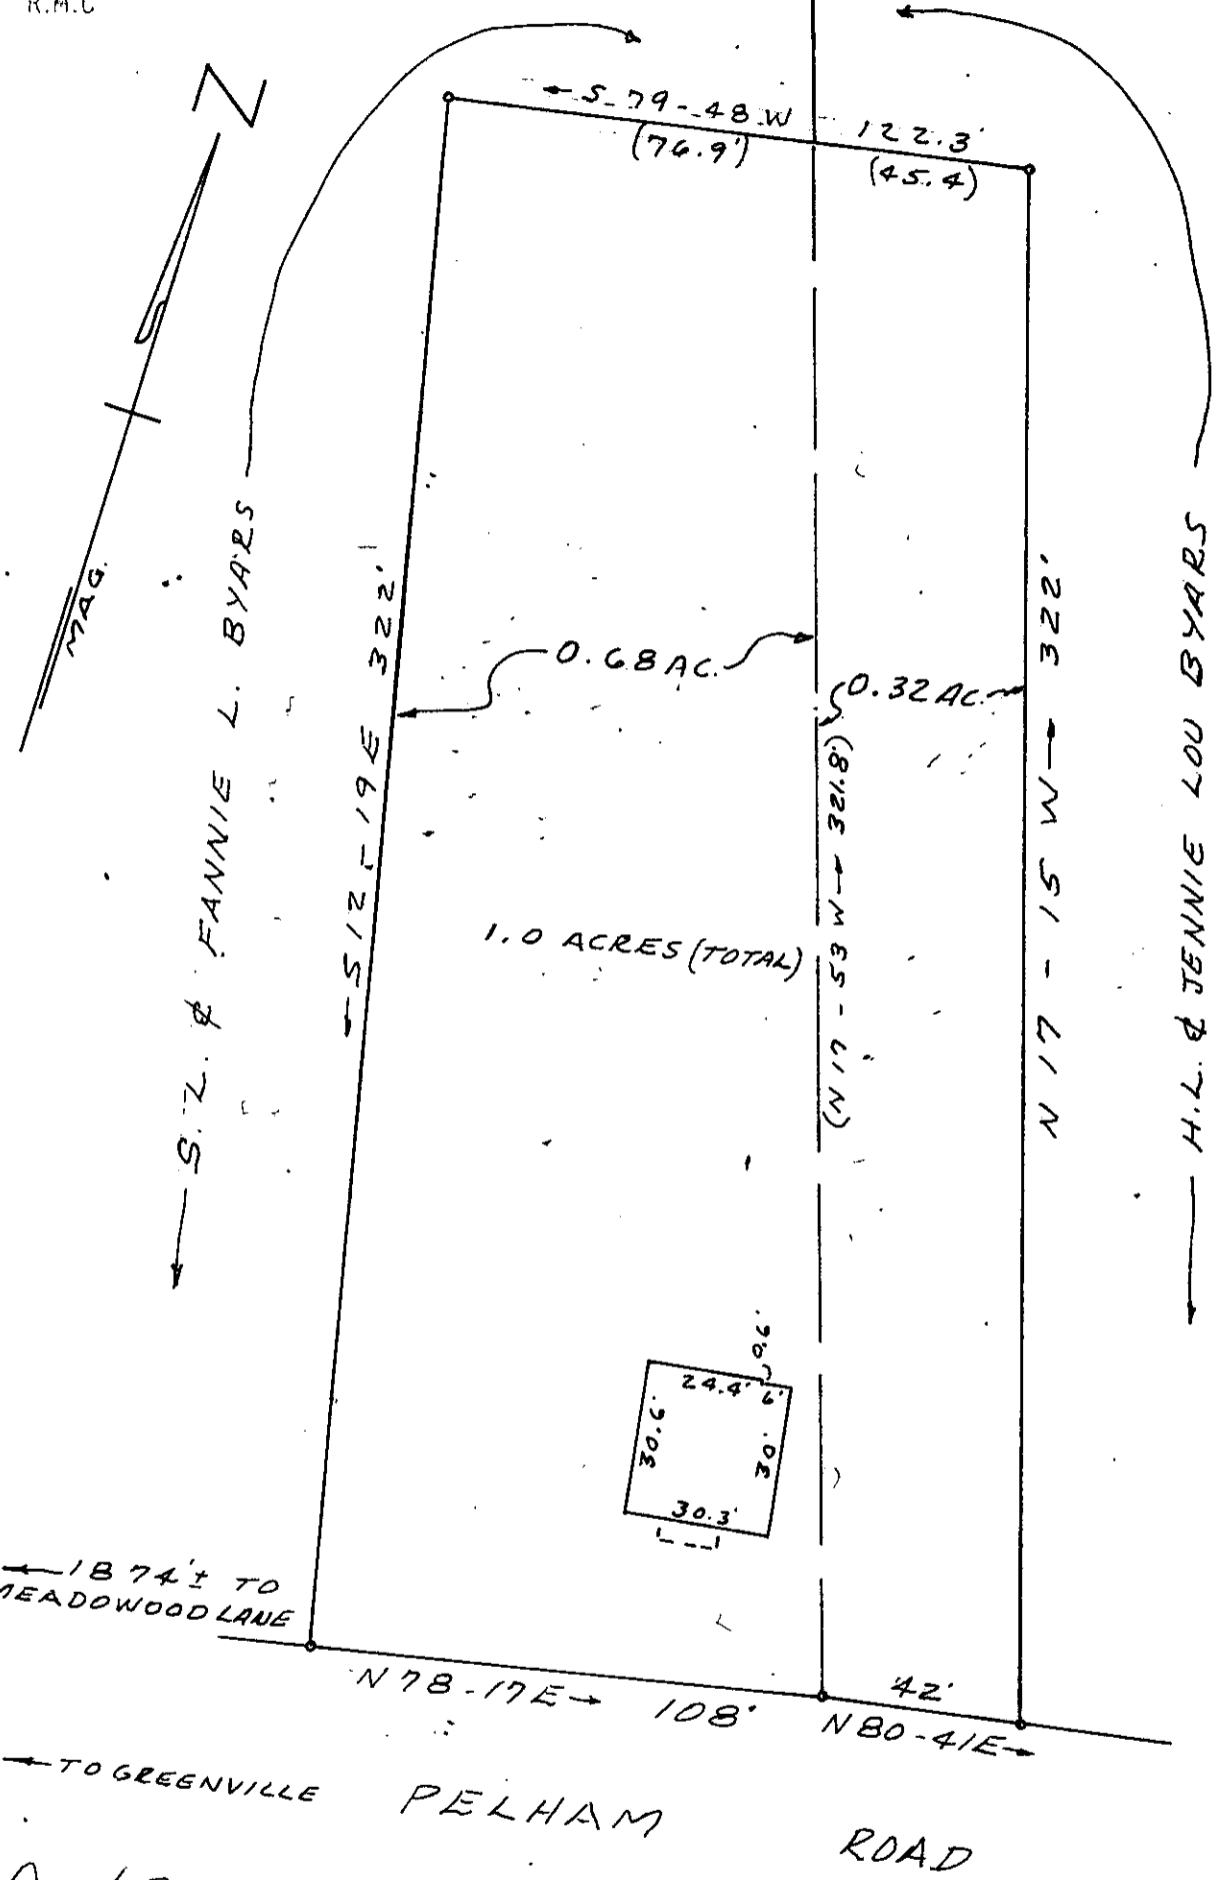 R.M.C
N
MAG.
S-79-48 W 122.3'
(76.9') (45.4)
S.L. & FANNIE L. BYARS
S12-19E 322'
0.68 AC.
0.32 AC.
(N 17-53 W 321.8')
N 17-15 W 322'
H.L. & JENNIE LOU BYARS
1.0 ACRES (TOTAL)
0.6'
24.4' 6'
30.6'
30'
30.3'
1874'± TO
MEADOWOOD LANE
N 78-17E 108'
42'
N 80-41E
TO GREENVILLE
PELHAM ROAD